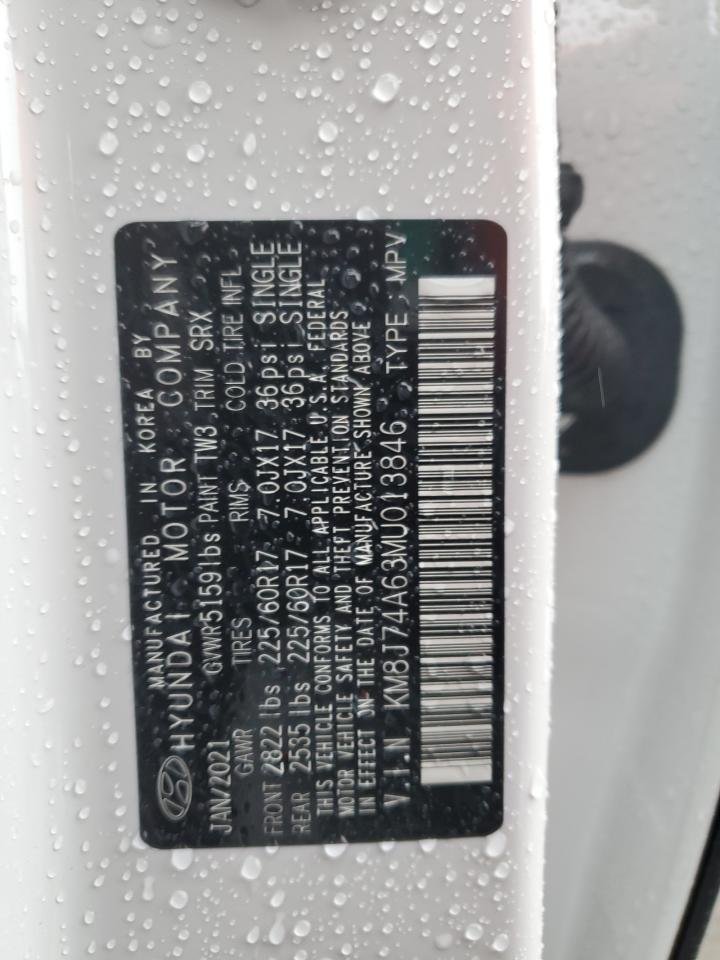 MANUFACTURED IN KOREA BY
HYUNDAI MOTOR COMPANY
JAN/2021 GVWR 5159lbs PAINT TW3 TRIM SRX
GAWR TIRES RIMS COLD TIRE INFL
FRONT 2822 lbs 225/60R17 7.0JX17 36psi SINGLE
REAR 2535 lbs 225/60R17 7.0JX17 36psi SINGLE
THIS VEHICLE CONFORMS TO ALL APPLICABLE U.S.A. FEDERAL
MOTOR VEHICLE SAFETY AND THEFT PREVENTION STANDARDS
IN EFFECT ON THE DATE OF MANUFACTURE SHOWN ABOVE
V.I.N KM8J74A63MU013846 TYPE : MPV